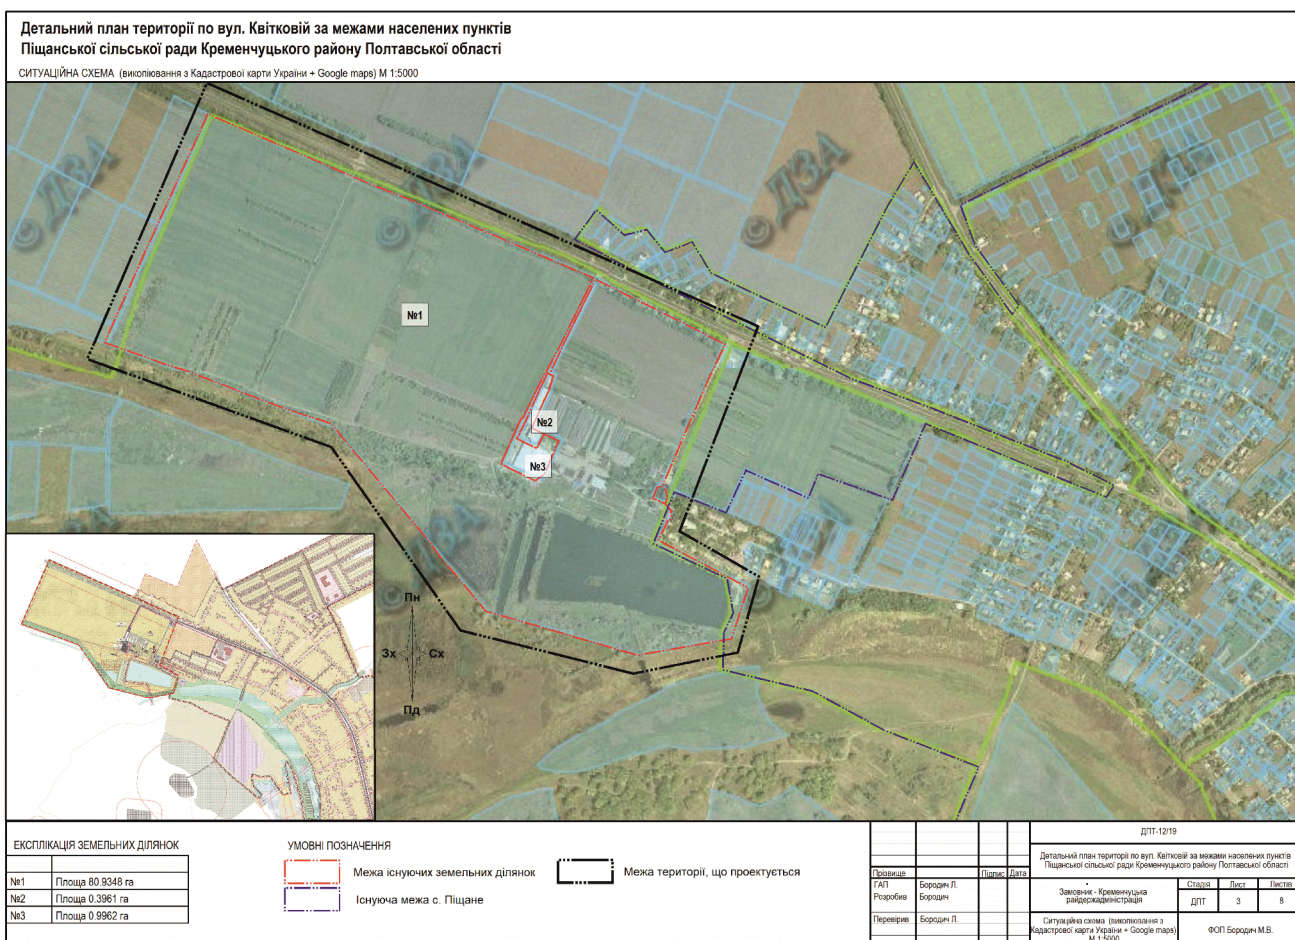 Детальний план території по вул. Квітковій за межами населених пунктів
Піщанської сільської ради Кременчуцького району Полтавської області
СИТУАЦІЙНА СХЕМА (викопіювання з Кадастрової карти України + Google maps) М 1:5000
© ДЗА
© ДЗА
© ДЗА
№1
№2
№3
Пн
Зх
Сх
Пд
ЕКСПЛІКАЦІЯ ЗЕМЕЛЬНИХ ДІЛЯНОК
№1 Площа 80.9348 га
№2 Площа 0.3961 га
№3 Площа 0.9962 га
УМОВНІ ПОЗНАЧЕННЯ
Межа існуючих земельних ділянок
Існуюча межа с. Піщане
Межа території, що проектується
ДПТ-12/19
Детальний план території по вул. Квітковій за межами населених пунктів
Піщанської сільської ради Кременчуцького району Полтавської області
Прізвище Підпис Дата
ГАП Бородич Л.
Розробив Бородич
Перевірив Бородич Л.
Замовник - Кременчуцька
райдержадміністрація
Стадія Лист Листів
ДПТ 3 8
Ситуаційна схема (викопіювання з
Кадастрової карти України + Google maps)
М 1:5000
ФОП Бородич М.В.